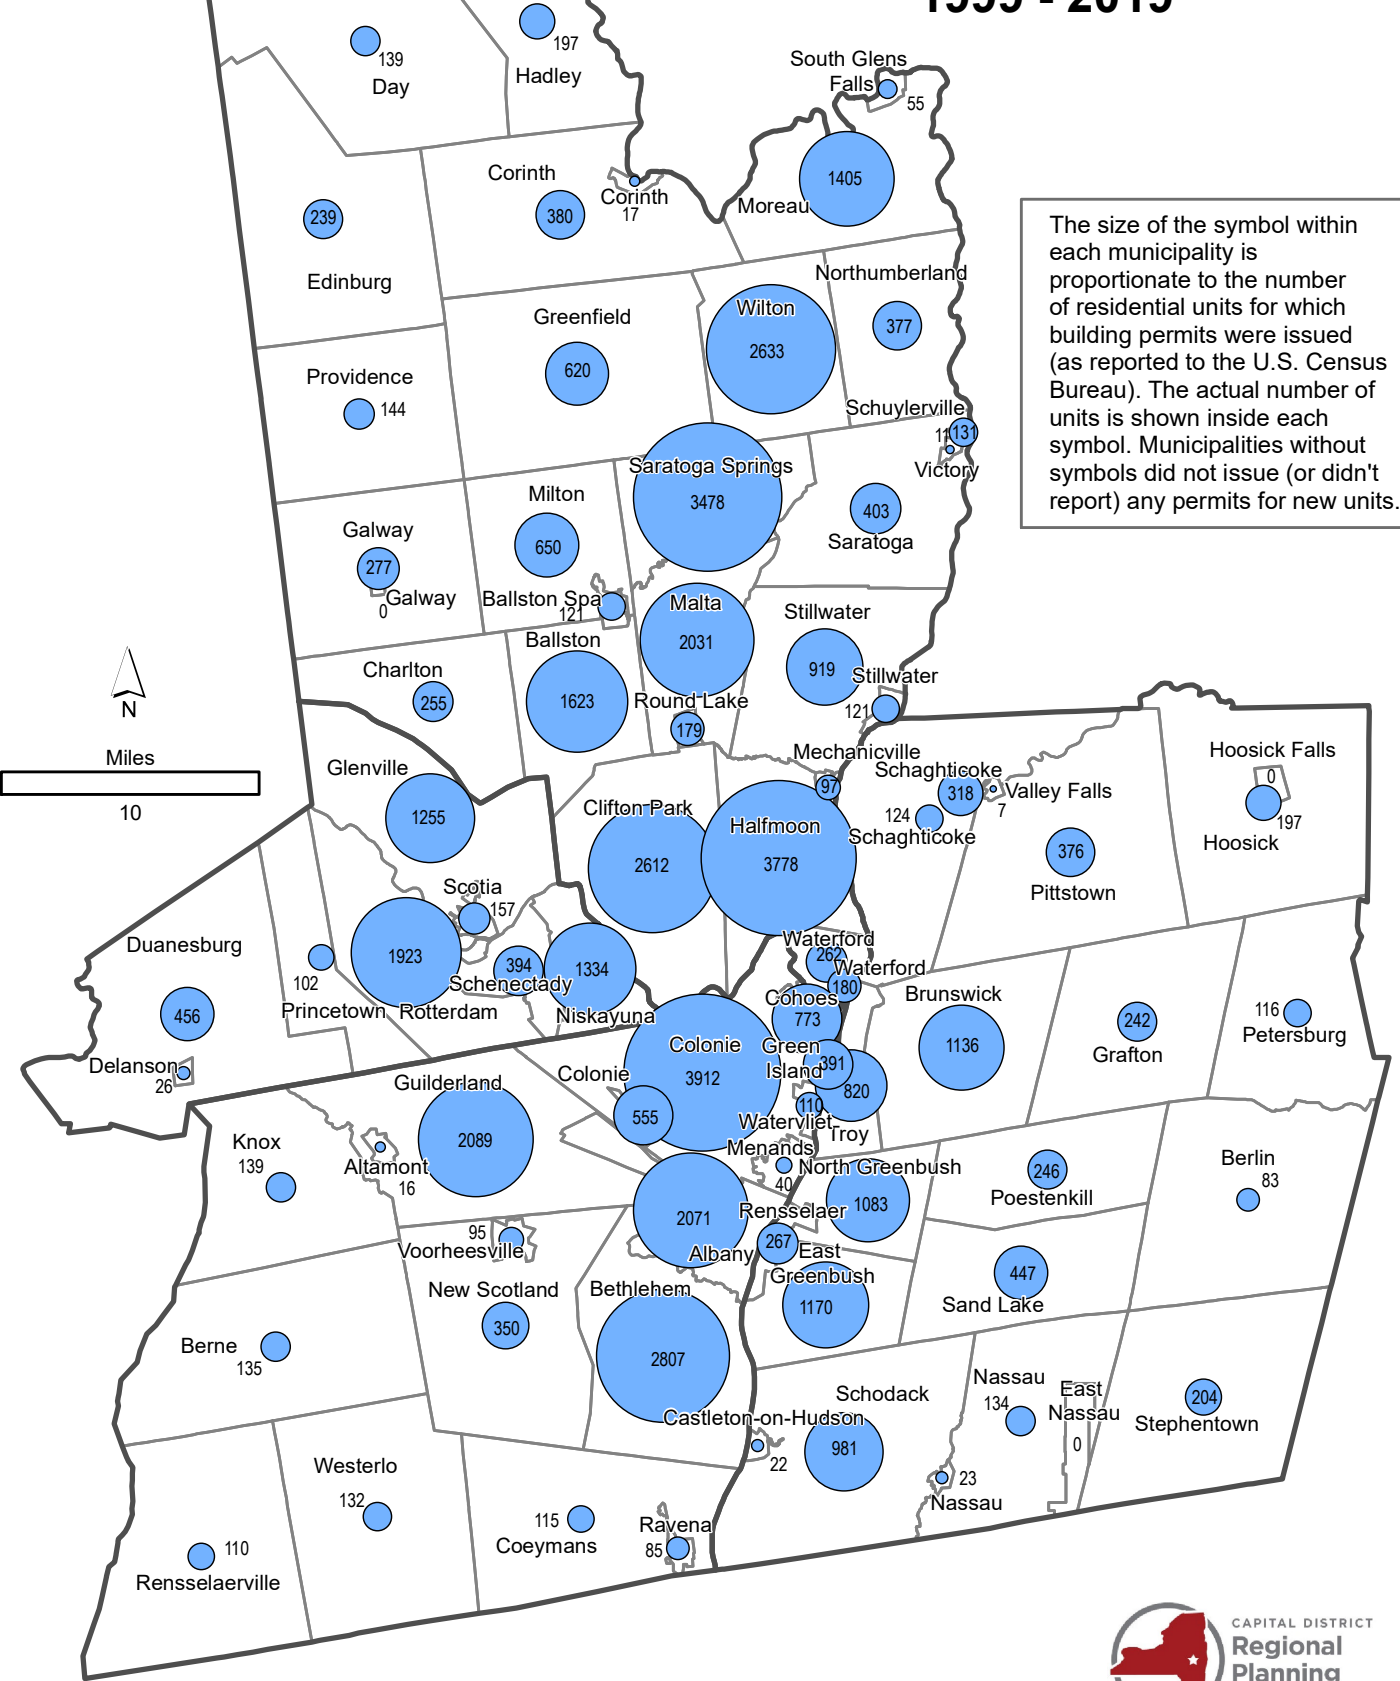 1999 - 2019
139
Day
197
Hadley
South Glens
Falls
55
Corinth
380
Corinth
17
1405
Moreau
239
Edinburg
Northumberland
377
Wilton
2633
Greenfield
620
Providence
144
Schuylerville
131
11
Victory
Saratoga Springs
3478
Milton
650
403
Saratoga
Galway
277
0
Galway
Ballston Spa
121
Malta
2031
Stillwater
919
Stillwater
121
Ballston
1623
Charlton
255
Round Lake
179
The size of the symbol within
each municipality is
proportionate to the number
of residential units for which
building permits were issued
(as reported to the U.S. Census
Bureau). The actual number of
units is shown inside each
symbol. Municipalities without
symbols did not issue (or didn't
report) any permits for new units.
N
Miles
10
Mechanicville
97
Schaghticoke
318
124
Schaghticoke
Valley Falls
7
Hoosick Falls
0
197
Hoosick
376
Pittstown
Glenville
1255
Clifton Park
2612
Halfmoon
3778
Scotia
157
1923
Rotterdam
394
Schenectady
1334
Niskayuna
Duanesburg
456
102
Princetown
Delanson
26
Waterford
262
Waterford
180
Cohoes
773
Brunswick
1136
242
Grafton
116
Petersburg
Colonie
3912
Colonie
555
Green
Island
391
820
Troy
110
Watervliet
Menands
40
Guilderland
2089
Knox
139
Altamont
16
North Greenbush
1083
246
Poestenkill
Berlin
83
2071
Albany
Rensselaer
267
East
Greenbush
1170
447
Sand Lake
95
Voorheesville
New Scotland
350
Bethlehem
2807
Berne
135
Schodack
981
Castleton-on-Hudson
22
Nassau
134
East
Nassau
0
23
Nassau
204
Stephentown
Westerlo
132
115
Coeymans
Ravena
85
110
Rensselaerville
CAPITAL DISTRICT
Regional
Planning